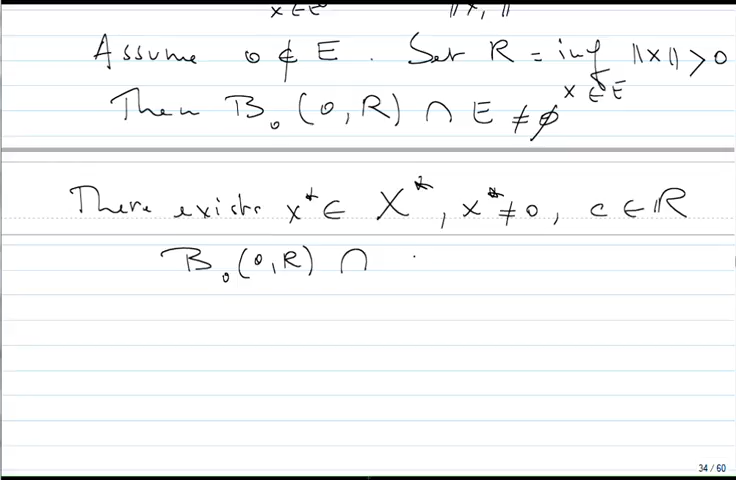 x ∈ E ||x||
Assume 0 ∉ E. Set R = inf ||x|| > 0
x ∈ E
Then B₀(0, R) ∩ E ≠ ∅
There exists x* ∈ X*, x* ≠ 0, c ∈ ℝ
B₀(0, R) ∩
34 / 60